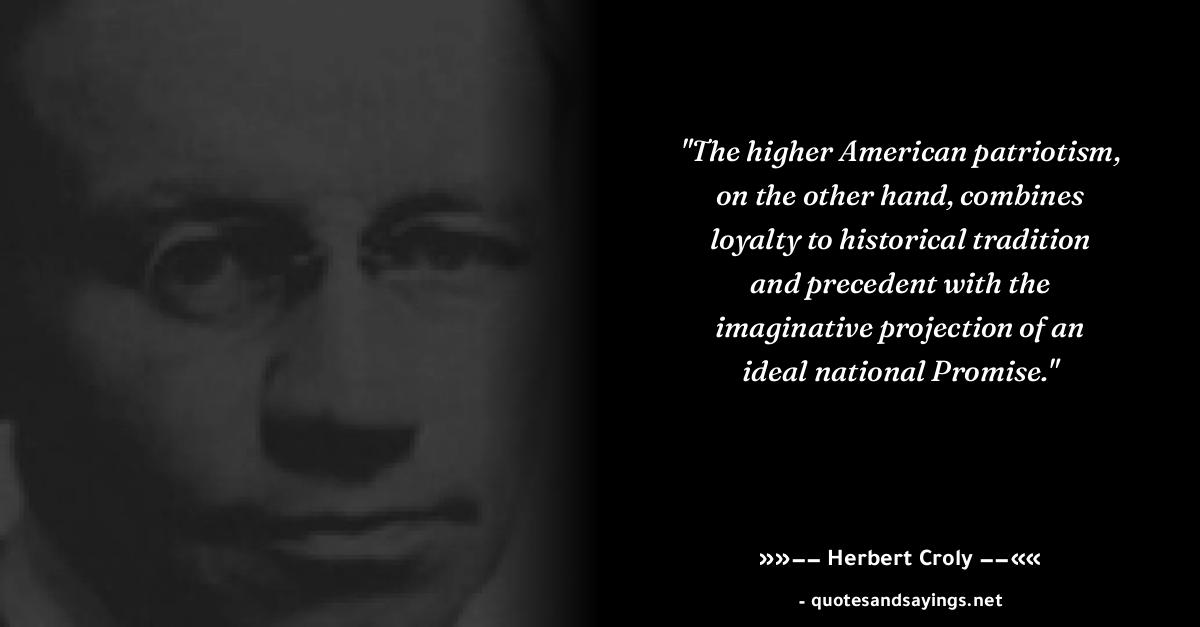 "The higher American patriotism,
on the other hand, combines
loyalty to historical tradition
and precedent with the
imaginative projection of an
ideal national Promise."
»»−− Herbert Croly −−««
- quotesandsayings.net